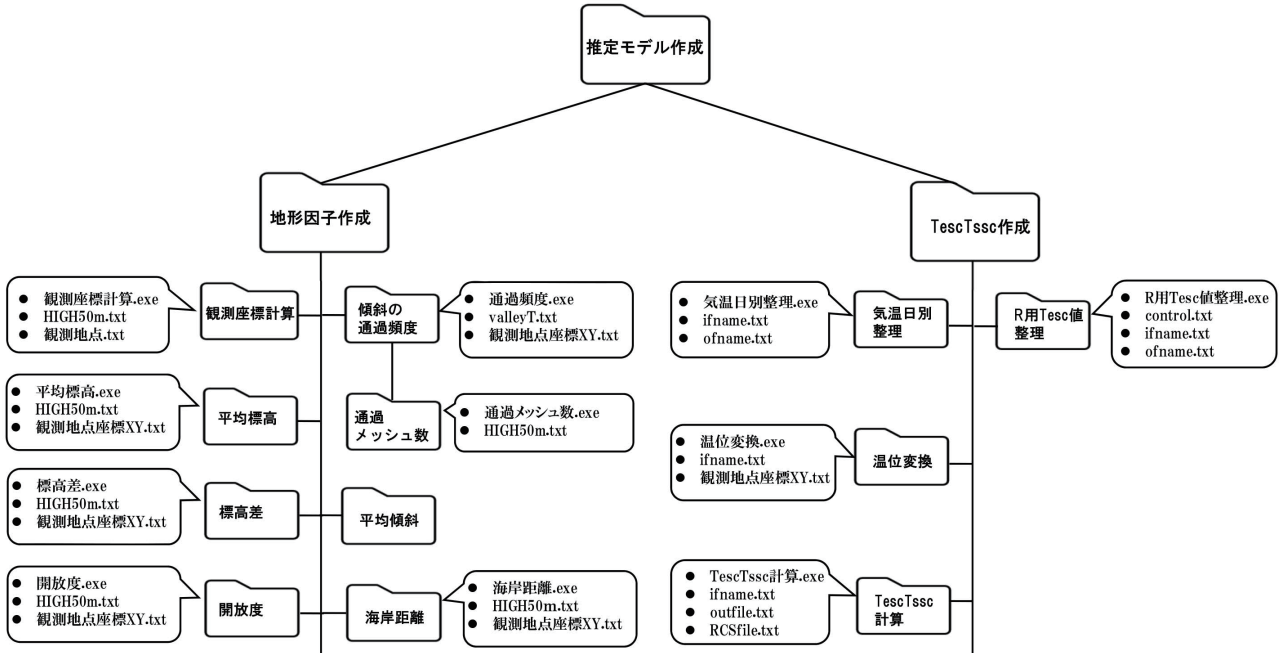 推定モデル作成
地形因子作成
TescTssc作成
● 観測座標計算.exe
● HIGH50m.txt
● 観測地点.txt
観測座標計算
傾斜の
通過頻度
● 通過頻度.exe
● valleyT.txt
● 観測地点座標XY.txt
● 平均標高.exe
● HIGH50m.txt
● 観測地点座標XY.txt
平均標高
通過
メッシュ数
● 通過メッシュ数.exe
● HIGH50m.txt
● 標高差.exe
● HIGH50m.txt
● 観測地点座標XY.txt
標高差
平均傾斜
● 開放度.exe
● HIGH50m.txt
● 観測地点座標XY.txt
開放度
海岸距離
● 海岸距離.exe
● HIGH50m.txt
● 観測地点座標XY.txt
● 気温日別整理.exe
● ifname.txt
● ofname.txt
気温日別
整理
R用Tesc値
整理
● R用Tesc値整理.exe
● control.txt
● ifname.txt
● ofname.txt
● 温位変換.exe
● ifname.txt
● 観測地点座標XY.txt
温位変換
● TescTssc計算.exe
● ifname.txt
● outfile.txt
● RCSfile.txt
TescTssc
計算